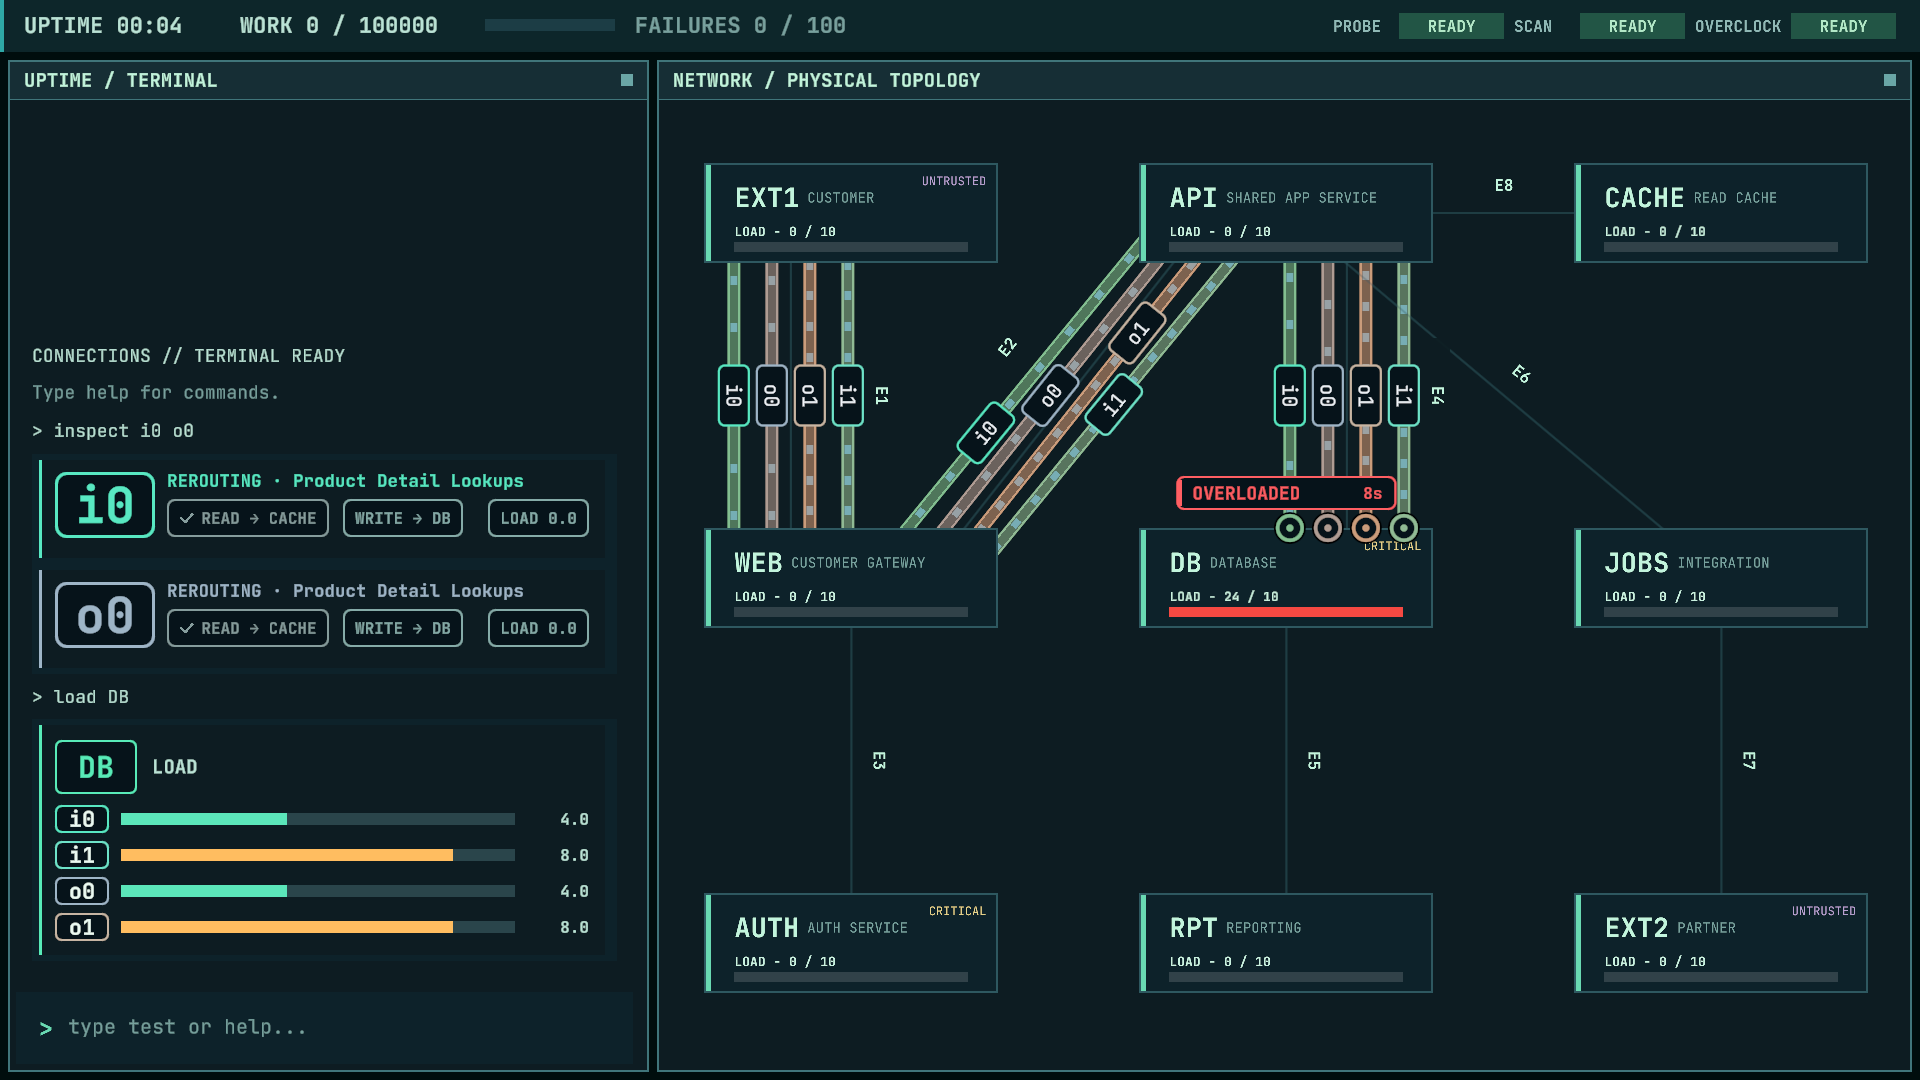 UPTIME 00:04 WORK 0 / 100000 FAILURES 0 / 100 PROBE READY SCAN READY OVERCLOCK READY
UPTIME / TERMINAL
CONNECTIONS // TERMINAL READY
Type help for commands.
> inspect i0 o0
i0 REROUTING · Product Detail Lookups
✓ READ → CACHE WRITE → DB LOAD 0.0
o0 REROUTING · Product Detail Lookups
✓ READ → CACHE WRITE → DB LOAD 0.0
> load DB
DB LOAD
i0 4.0
i1 8.0
o0 4.0
o1 8.0
> type test or help...
NETWORK / PHYSICAL TOPOLOGY
EXT1 CUSTOMER UNTRUSTED
LOAD - 0 / 10
API SHARED APP SERVICE
LOAD - 0 / 10
E8
CACHE READ CACHE
LOAD - 0 / 10
i0 o0 o1 i1 E1
E2 i0 o0 o1 i1
i0 o0 o1 i1 E4
E6
OVERLOADED 8s
WEB CUSTOMER GATEWAY
LOAD - 0 / 10
DB DATABASE CRITICAL
LOAD - 24 / 10
JOBS INTEGRATION
LOAD - 0 / 10
E3
E5
E7
AUTH AUTH SERVICE CRITICAL
LOAD - 0 / 10
RPT REPORTING
LOAD - 0 / 10
EXT2 PARTNER UNTRUSTED
LOAD - 0 / 10